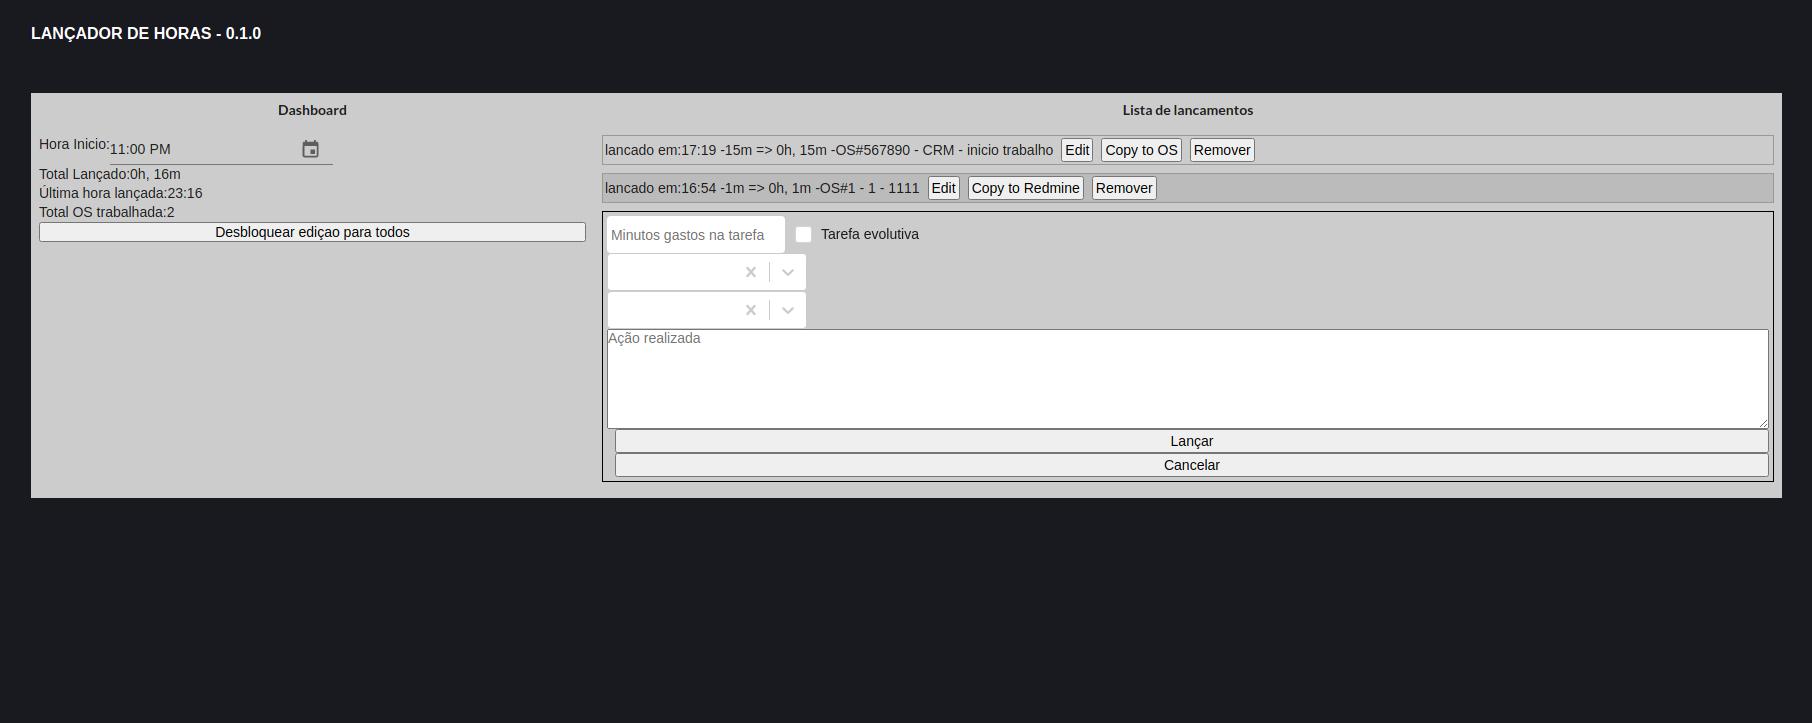 LANÇADOR DE HORAS - 0.1.0
Dashboard
Hora Inicio:11:00 PM
Total Lançado:0h, 16m
Última hora lançada:23:16
Total OS trabalhada:2
Desbloquear ediçao para todos
Lista de lancamentos
lancado em:17:19 -15m => 0h, 15m -OS#567890 - CRM - inicio trabalho Edit Copy to OS Remover
lancado em:16:54 -1m => 0h, 1m -OS#1 - 1 - 1111 Edit Copy to Redmine Remover
Minutos gastos na tarefa Tarefa evolutiva
Ação realizada
Lançar
Cancelar